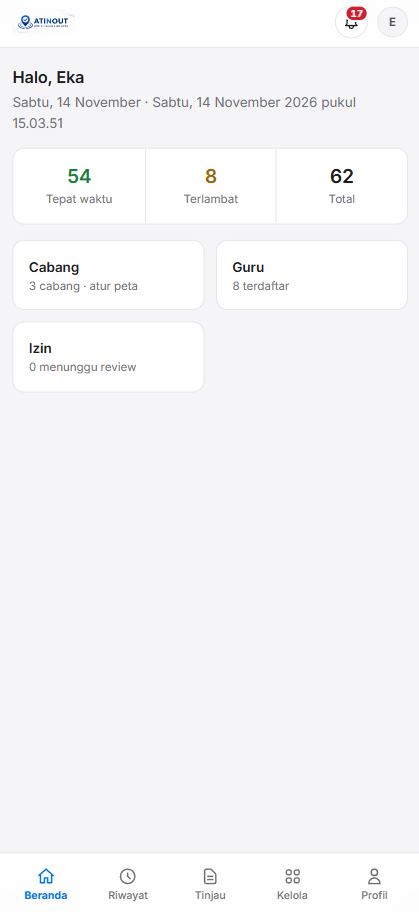 ATINOUT
17
E
Halo, Eka
Sabtu, 14 November · Sabtu, 14 November 2026 pukul
15.03.51
54
Tepat waktu
8
Terlambat
62
Total
Cabang
3 cabang · atur peta
Guru
8 terdaftar
Izin
0 menunggu review
Beranda
Riwayat
Tinjau
Kelola
Profil